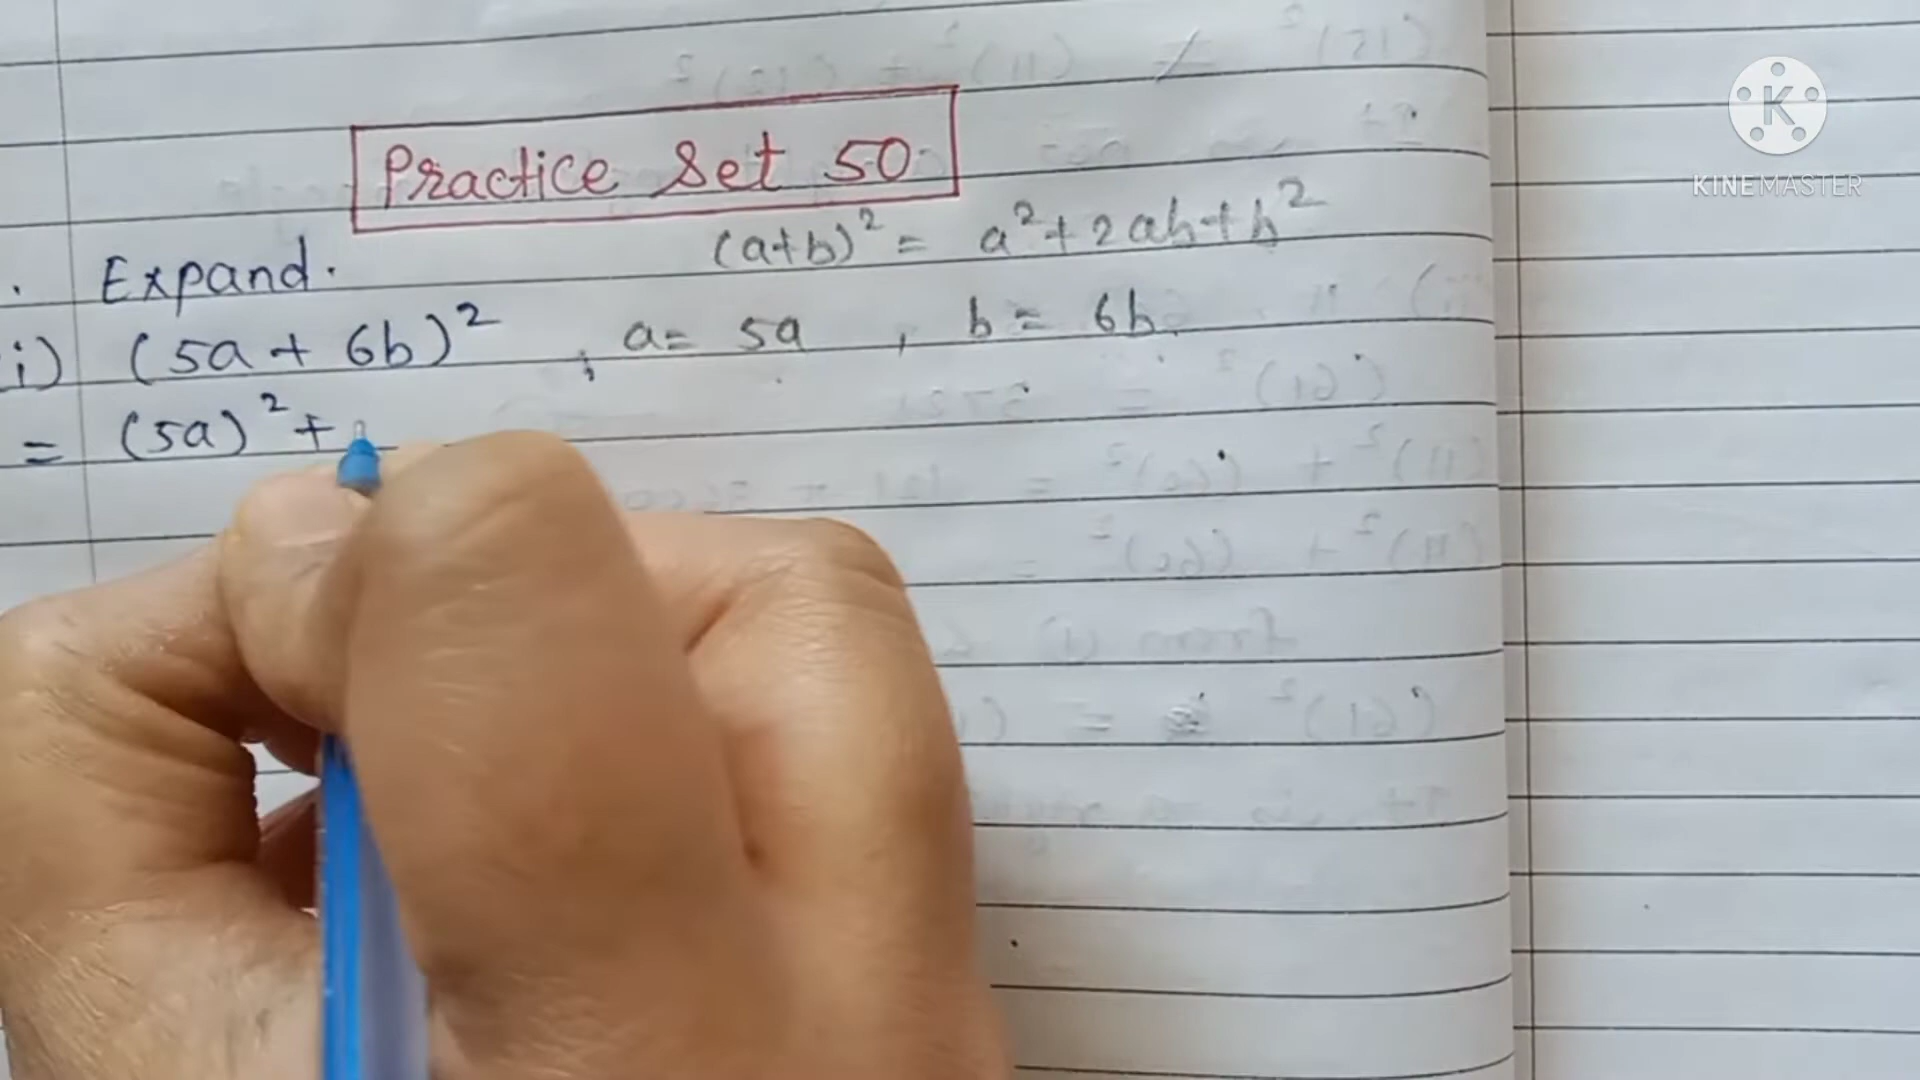 Practice Set 50
(a+b)² = a²+2ab+b²
Expand.
i) (5a + 6b)² , a= 5a , b= 6b.
= (5a)² +
KINEMASTER